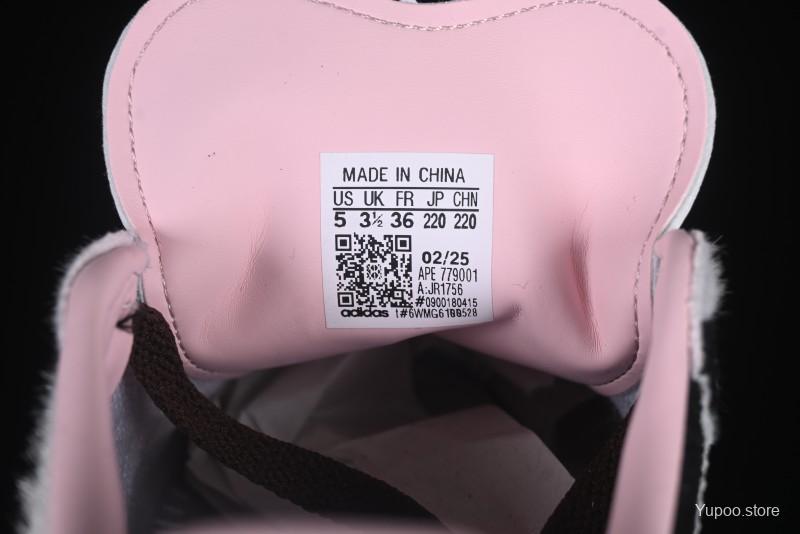 MADE IN CHINA
US UK FR JP CHN
5 3½ 36 220 220
02/25
APE 779001
A:JR1756
#0900180415
adidas
Yupoo.store